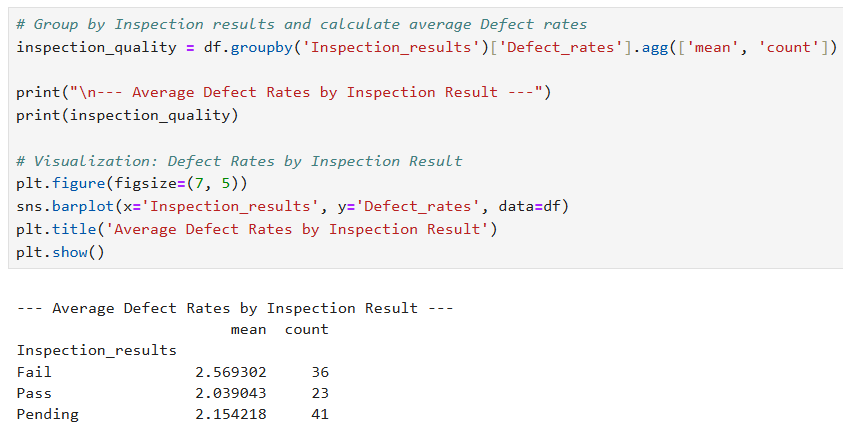 # Group by Inspection results and calculate average Defect rates
inspection_quality = df.groupby('Inspection_results')['Defect_rates'].agg(['mean', 'count'])
print("\n--- Average Defect Rates by Inspection Result ---")
print(inspection_quality)
# Visualization: Defect Rates by Inspection Result
plt.figure(figsize=(7, 5))
sns.barplot(x='Inspection_results', y='Defect_rates', data=df)
plt.title('Average Defect Rates by Inspection Result')
plt.show()
--- Average Defect Rates by Inspection Result ---
mean count
Inspection_results
Fail 2.569302 36
Pass 2.039043 23
Pending 2.154218 41